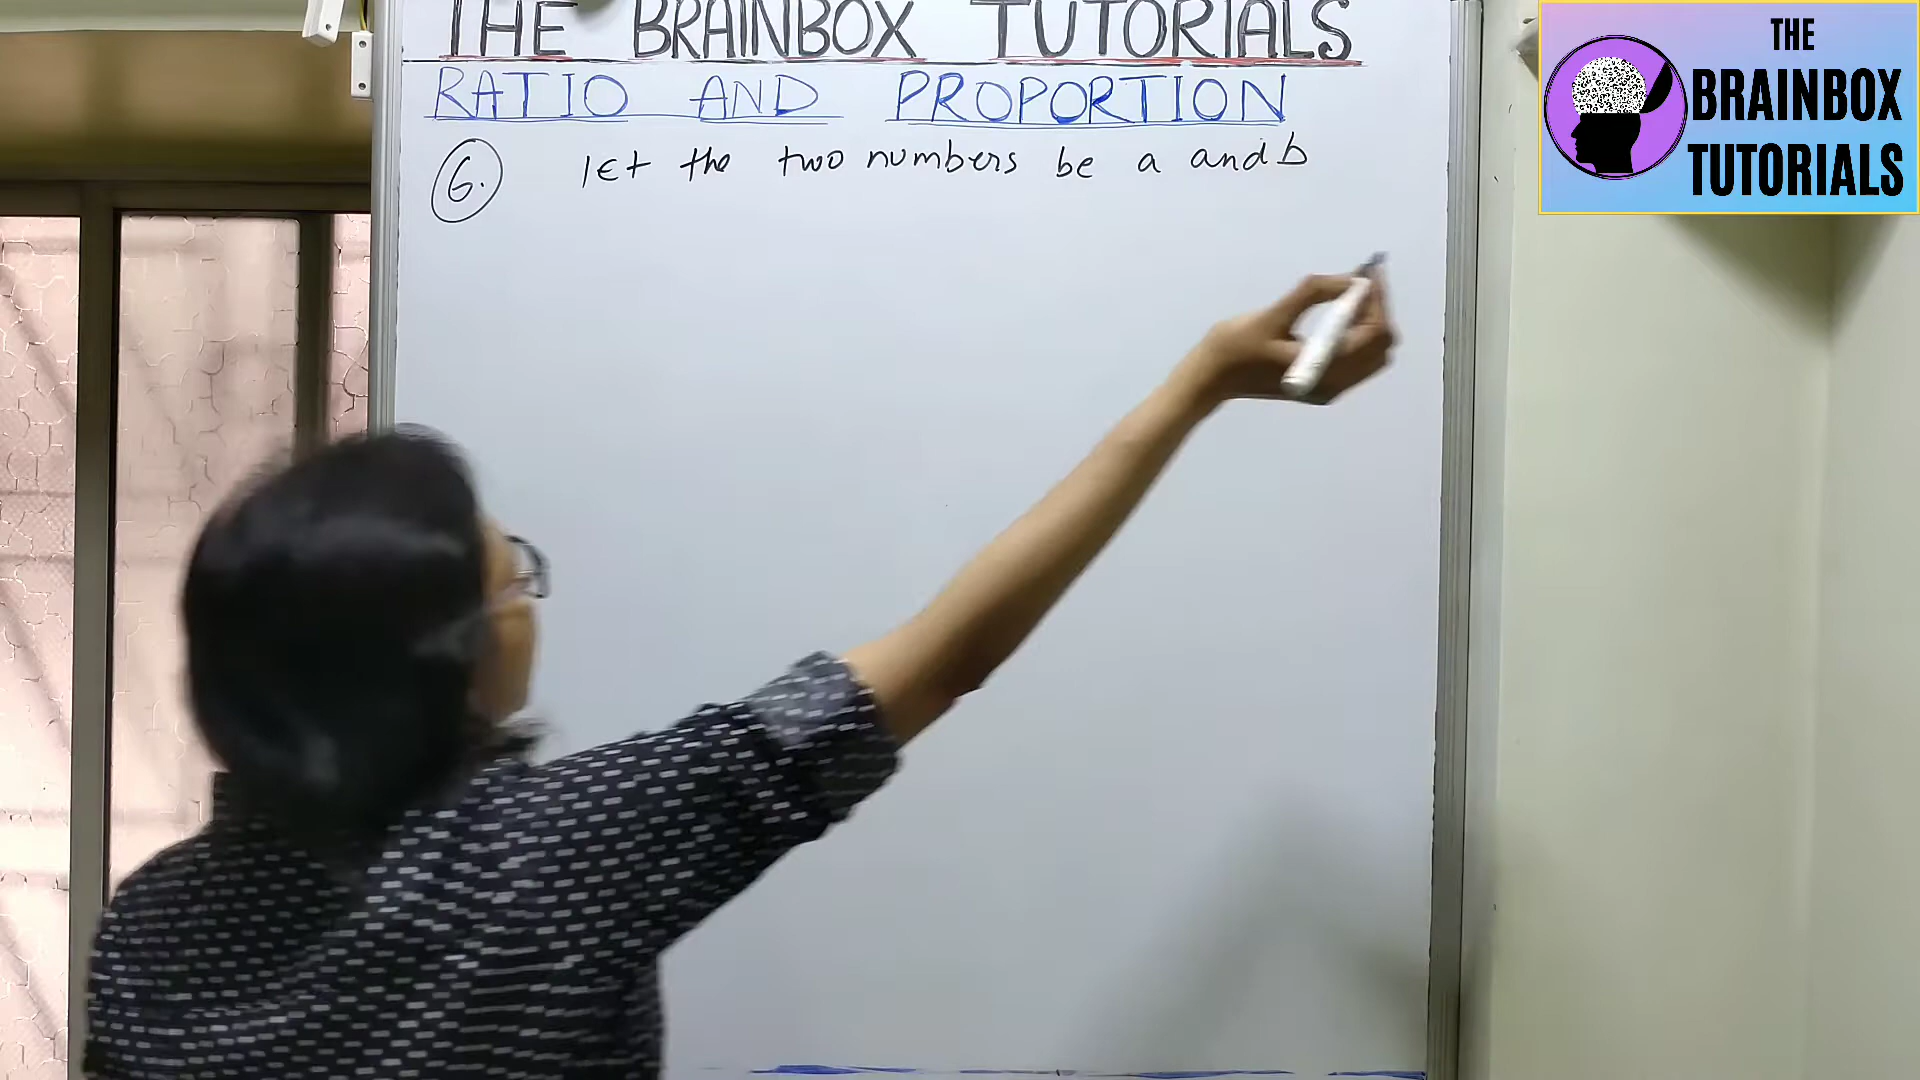 THE BRAINBOX TUTORIALS
RATIO AND PROPORTION
6. let the two numbers be a and b
THE
BRAINBOX
TUTORIALS